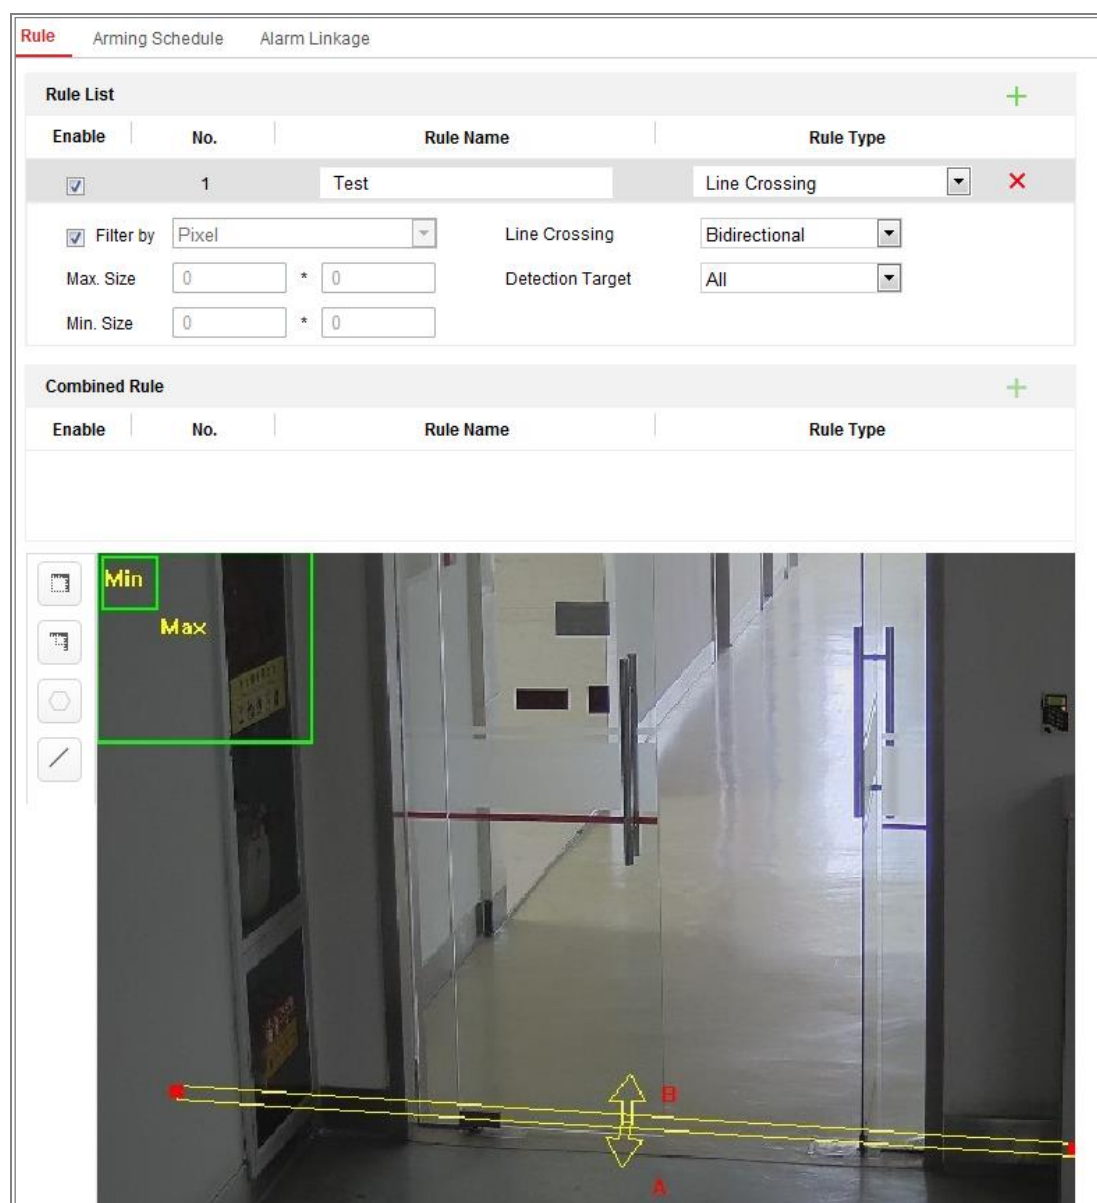 Rule Arming Schedule Alarm Linkage
Rule List
Enable No. Rule Name Rule Type
1 Test Line Crossing
Filter by Pixel Line Crossing Bidirectional
Max. Size 0 * 0 Detection Target All
Min. Size 0 * 0
Combined Rule
Enable No. Rule Name Rule Type
Min
Max
B
A